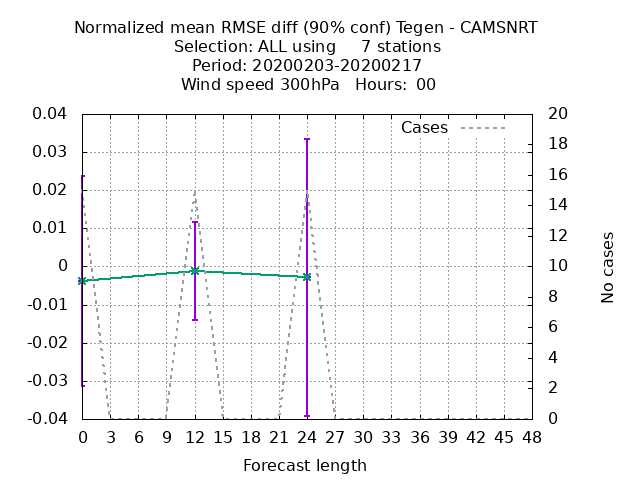 Normalized mean RMSE diff (90% conf) Tegen - CAMSNRT
Selection: ALL using     7 stations
Period: 20200203-20200217
Wind speed 300hPa   Hours:  00
Cases
0.04
0.03
0.02
0.01
0
-0.01
-0.02
-0.03
-0.04
20
18
16
14
12
10
8
6
4
2
0
No cases
0 3 6 9 12 15 18 21 24 27 30 33 36 39 42 45 48
Forecast length